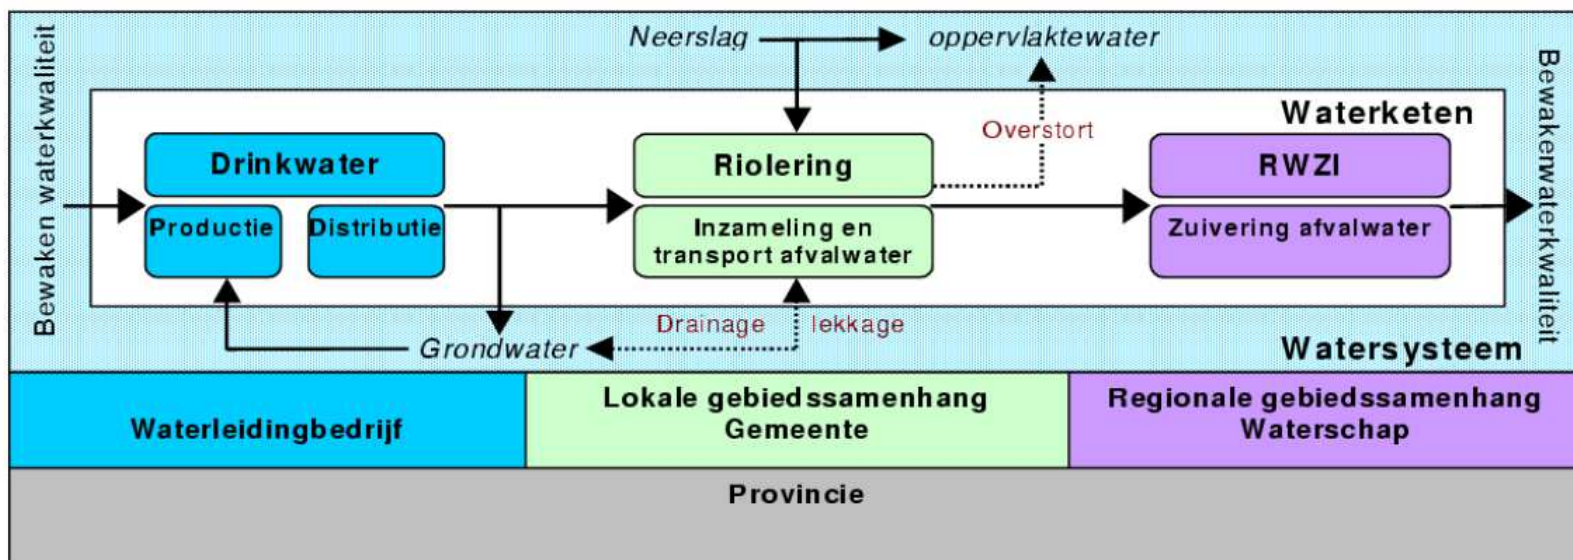 Bewaken waterkwaliteit
Neerslag
oppervlaktewater
Overstort
Waterketen
Drinkwater
Productie
Distributie
Riolering
Inzameling en
transport afvalwater
RWZI
Zuivering afvalwater
Bewakenwaterkwaliteit
Drainage
lekkage
Grondwater
Watersysteem
Waterleidingbedrijf
Lokale gebiedssamenhang
Gemeente
Regionale gebiedssamenhang
Waterschap
Provincie